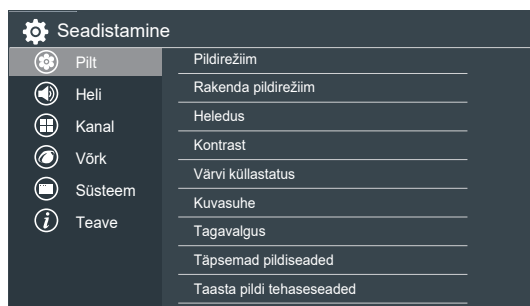 Seadistamine
Pilt
Heli
Kanal
Võrk
Süsteem
Teave
Pildirežiim
Rakenda pildirežiim
Heledus
Kontrast
Värvi küllastatus
Kuvasuhe
Tagavalgus
Täpsemad pildiseaded
Taasta pildi tehaseseaded